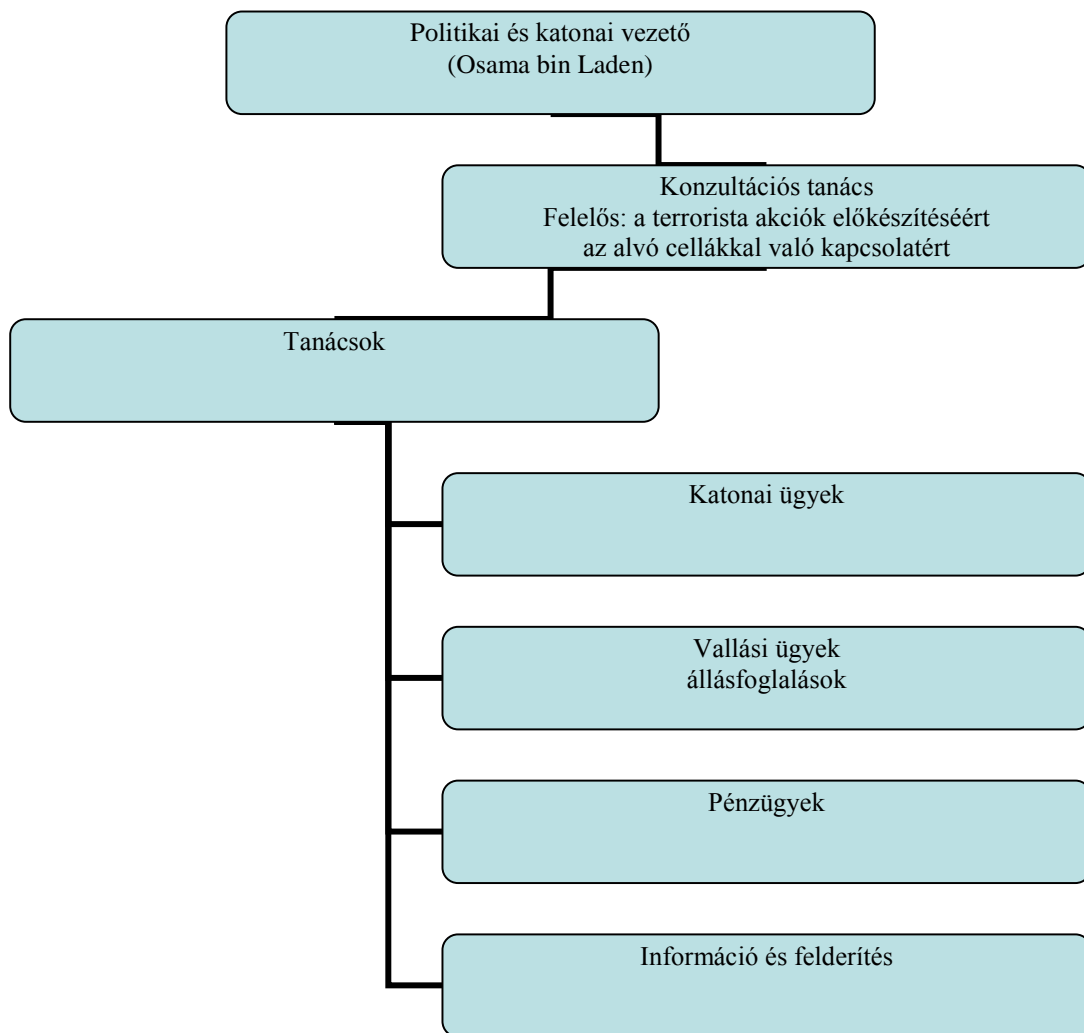 Politikai és katonai vezető
(Osama bin Laden)
Konzultációs tanács
Felelős: a terrorista akciók előkészítéséért
az alvó cellákkal való kapcsolatért
Tanácsok
Katonai ügyek
Vallási ügyek
állásfoglalások
Pénzügyek
Információ és felderítés